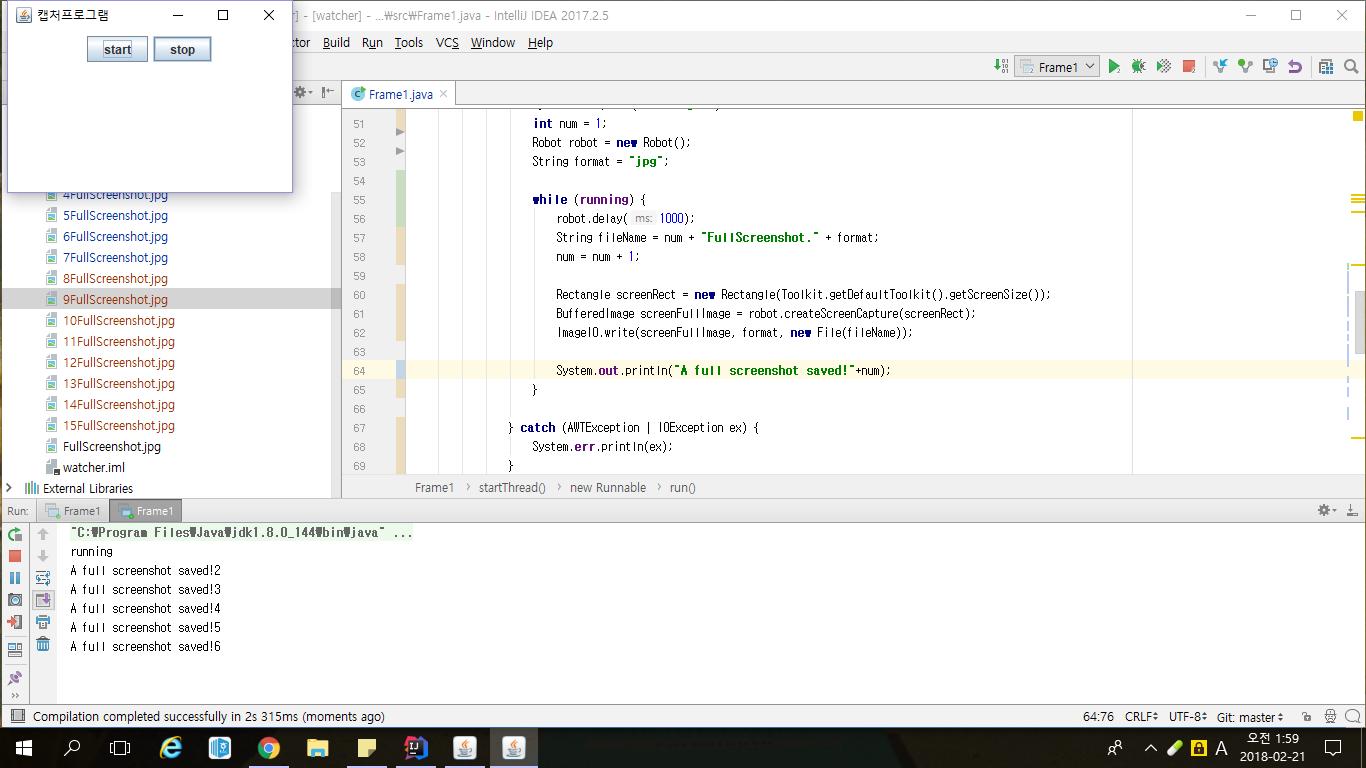 캡처프로그램
] - [watcher] - ...₩src₩Frame1.java - IntelliJ IDEA 2017.2.5
start stop
ctor Build Run Tools VCS Window Help
Frame1
Frame1.java
4FullScreenshot.jpg
5FullScreenshot.jpg
6FullScreenshot.jpg
7FullScreenshot.jpg
8FullScreenshot.jpg
9FullScreenshot.jpg
10FullScreenshot.jpg
11FullScreenshot.jpg
12FullScreenshot.jpg
13FullScreenshot.jpg
14FullScreenshot.jpg
15FullScreenshot.jpg
FullScreenshot.jpg
watcher.iml
External Libraries
51 int num = 1;
52 Robot robot = new Robot();
53 String format = "jpg";
54
55 while (running) {
56 robot.delay( ms: 1000);
57 String fileName = num + "FullScreenshot." + format;
58 num = num + 1;
59
60 Rectangle screenRect = new Rectangle(Toolkit.getDefaultToolkit().getScreenSize());
61 BufferedImage screenFullImage = robot.createScreenCapture(screenRect);
62 ImageIO.write(screenFullImage, format, new File(fileName));
63
64 System.out.println("A full screenshot saved!"+num);
65 }
66
67 } catch (AWTException | IOException ex) {
68 System.err.println(ex);
69 }
Frame1 › startThread() › new Runnable › run()
Run: Frame1 Frame1
"C:₩Program Files₩Java₩jdk1.8.0_144₩bin₩java" ...
running
A full screenshot saved!2
A full screenshot saved!3
A full screenshot saved!4
A full screenshot saved!5
A full screenshot saved!6
Compilation completed successfully in 2s 315ms (moments ago)
64:76 CRLF UTF-8 Git: master
A 오전 1:59
2018-02-21